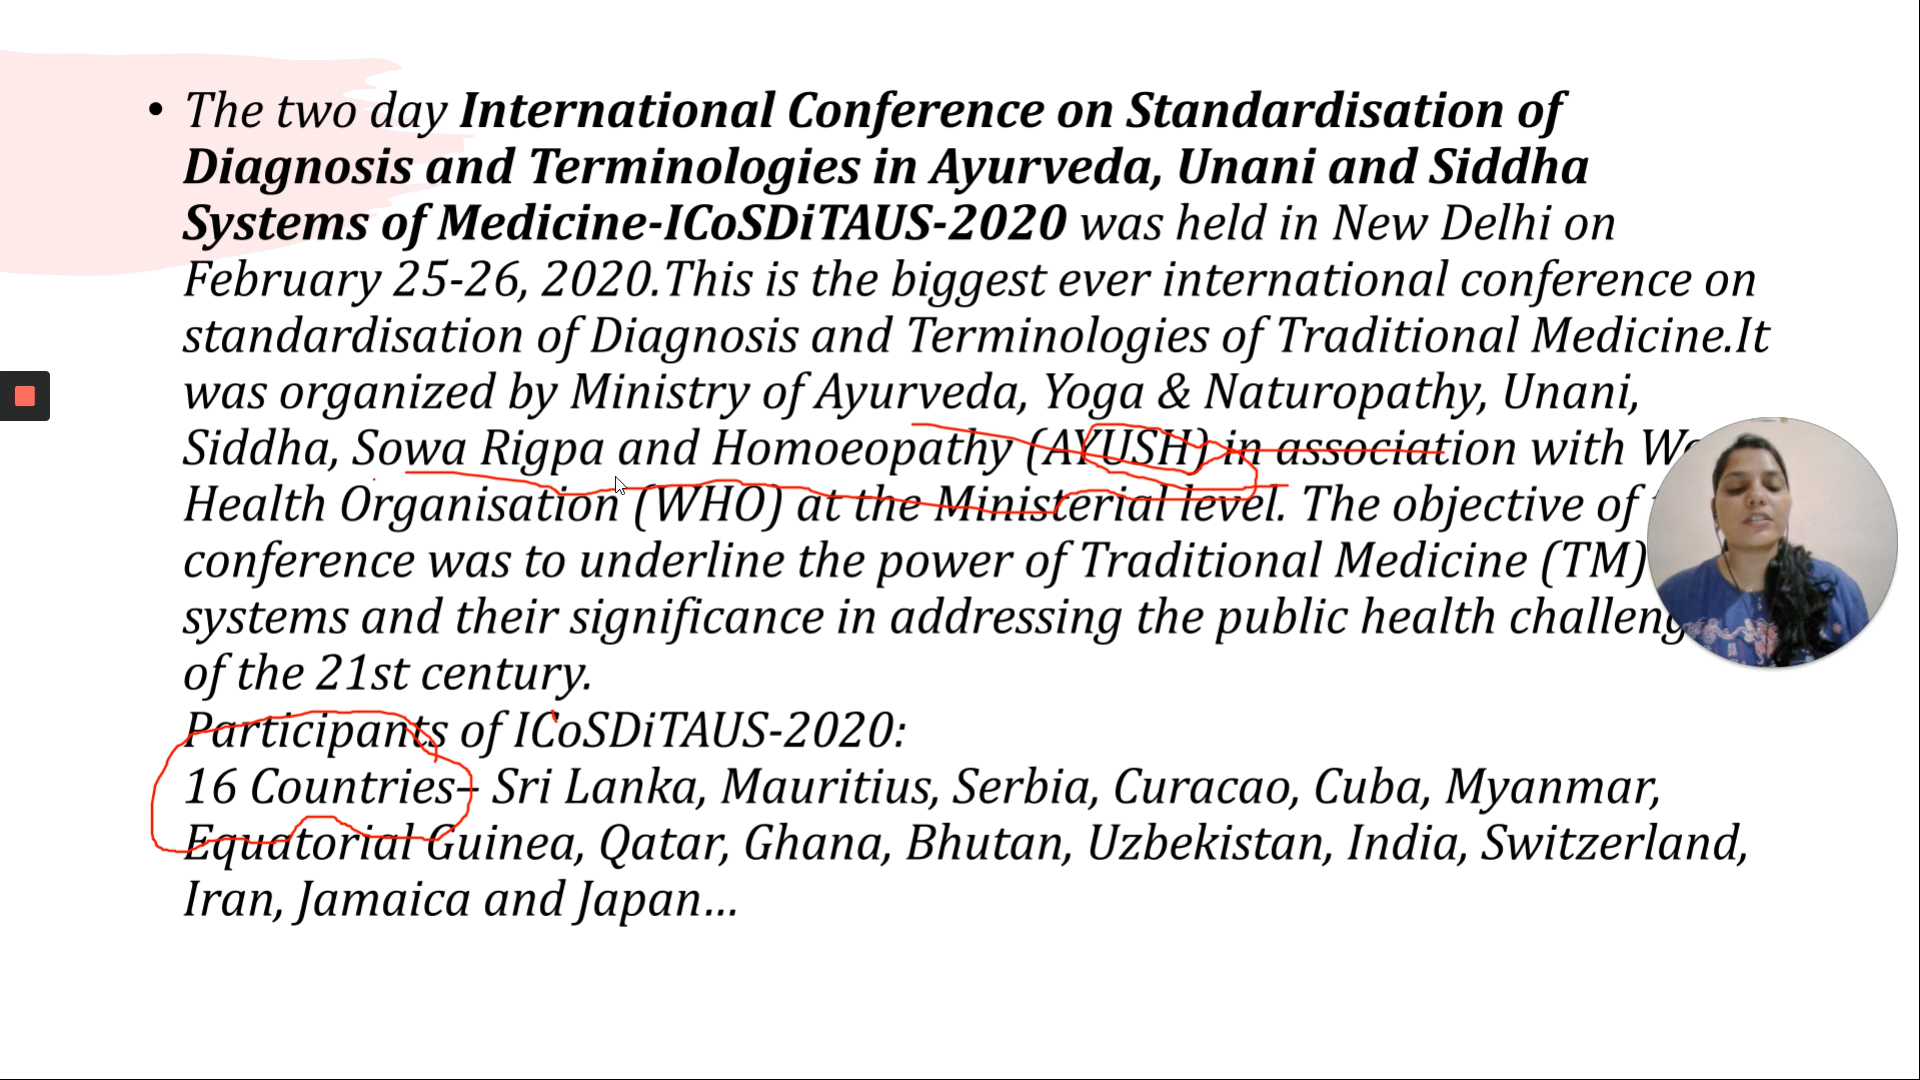 • The two day International Conference on Standardisation of
Diagnosis and Terminologies in Ayurveda, Unani and Siddha
Systems of Medicine-ICoSDiTAUS-2020 was held in New Delhi on
February 25-26, 2020.This is the biggest ever international conference on
standardisation of Diagnosis and Terminologies of Traditional Medicine.It
was organized by Ministry of Ayurveda, Yoga & Naturopathy, Unani,
Siddha, Sowa Rigpa and Homoeopathy (AYUSH) in association with
Health Organisation (WHO) at the Ministerial level. The objective of
conference was to underline the power of Traditional Medicine (TM)
systems and their significance in addressing the public health
of the 21st century.
Participants of ICoSDiTAUS-2020:
16 Countries– Sri Lanka, Mauritius, Serbia, Curacao, Cuba, Myanmar,
Equatorial Guinea, Qatar, Ghana, Bhutan, Uzbekistan, India, Switzerland,
Iran, Jamaica and Japan...